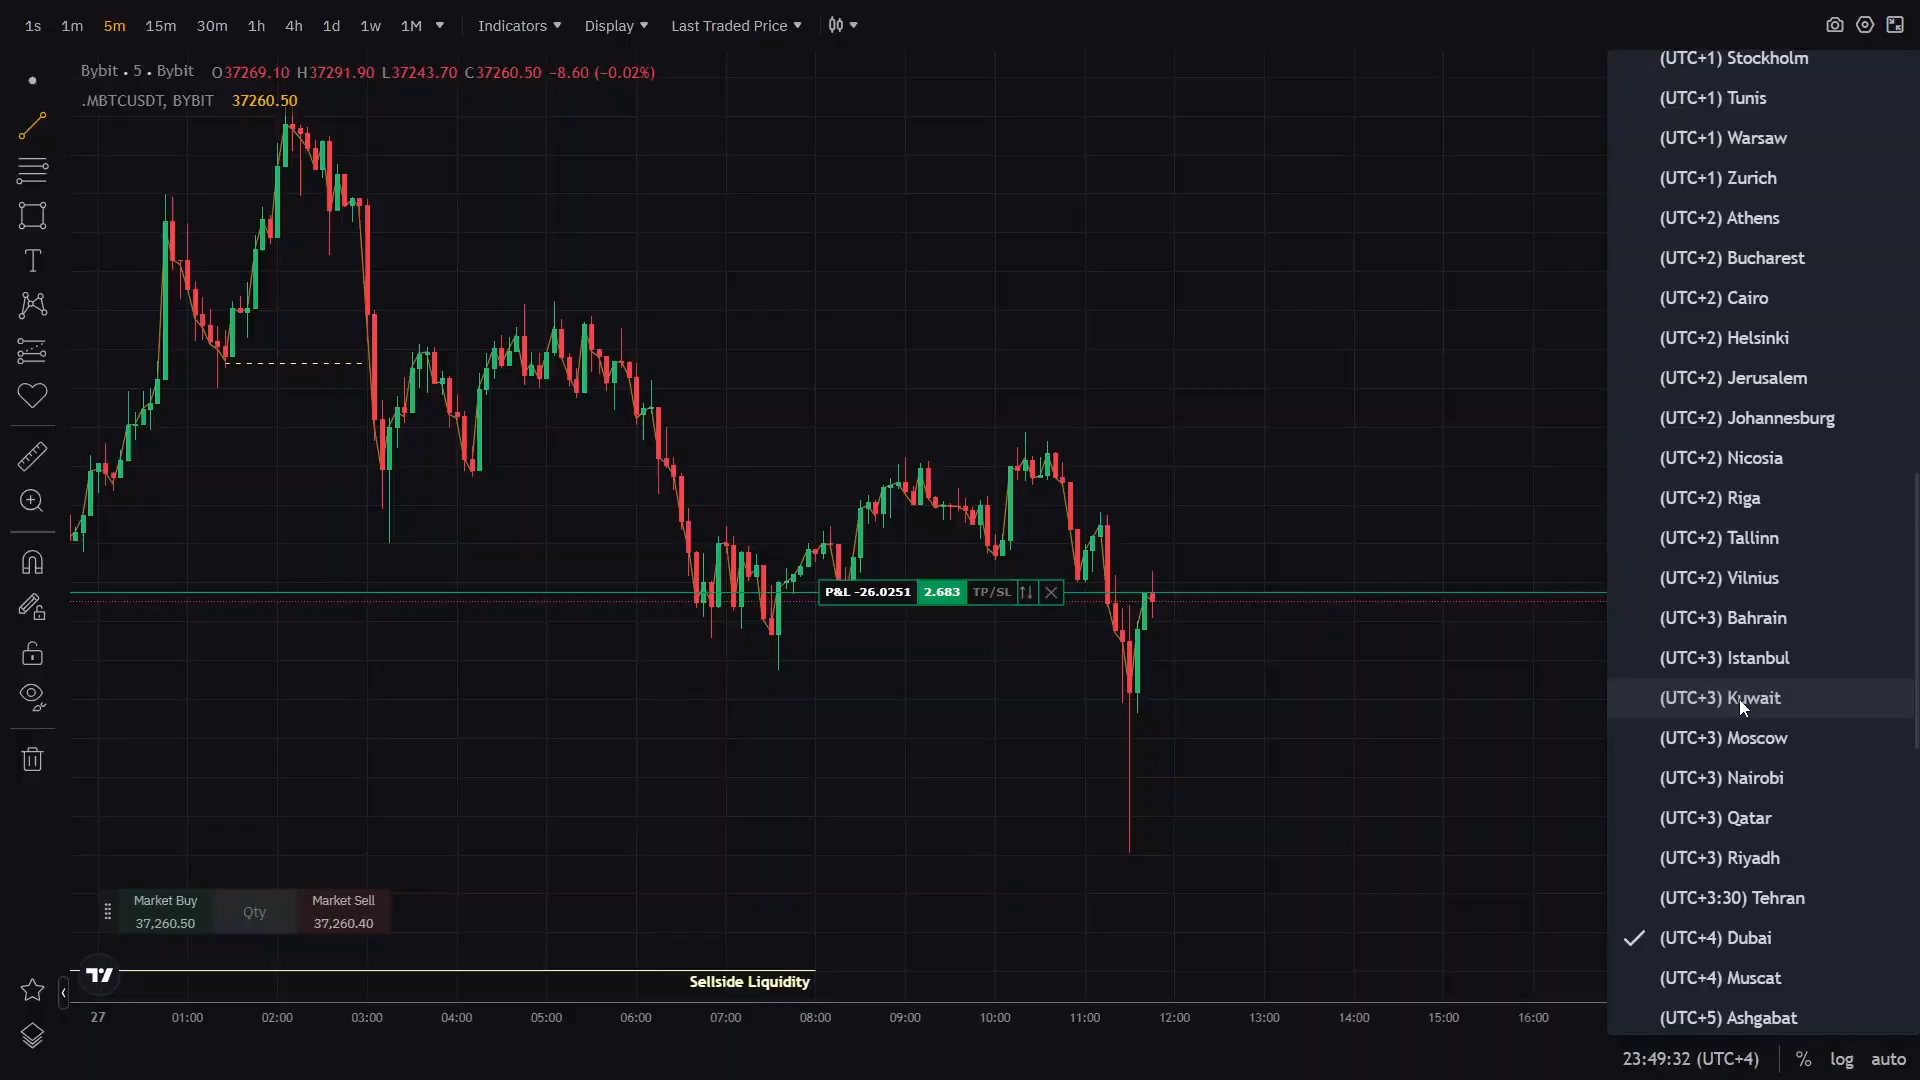 1s 1m 5m 15m 30m 1h 4h 1d 1w 1M Indicators Display Last Traded Price
Bybit • 5 • Bybit O37269.10 H37291.90 L37243.70 C37260.50 −8.60 (−0.02%)
.MBTCUSDT, BYBIT 37260.50
T
P&L -26.0251 2.683 TP/SL
Market Buy
37,260.50
Qty
Market Sell
37,260.40
Sellside Liquidity
27 01:00 02:00 03:00 04:00 05:00 06:00 07:00 08:00 09:00 10:00 11:00 12:00 13:00 14:00 15:00 16:00
(UTC+1) Stockholm
(UTC+1) Tunis
(UTC+1) Warsaw
(UTC+1) Zurich
(UTC+2) Athens
(UTC+2) Bucharest
(UTC+2) Cairo
(UTC+2) Helsinki
(UTC+2) Jerusalem
(UTC+2) Johannesburg
(UTC+2) Nicosia
(UTC+2) Riga
(UTC+2) Tallinn
(UTC+2) Vilnius
(UTC+3) Bahrain
(UTC+3) Istanbul
(UTC+3) Kuwait
(UTC+3) Moscow
(UTC+3) Nairobi
(UTC+3) Qatar
(UTC+3) Riyadh
(UTC+3:30) Tehran
(UTC+4) Dubai
(UTC+4) Muscat
(UTC+5) Ashgabat
23:49:32 (UTC+4) % log auto